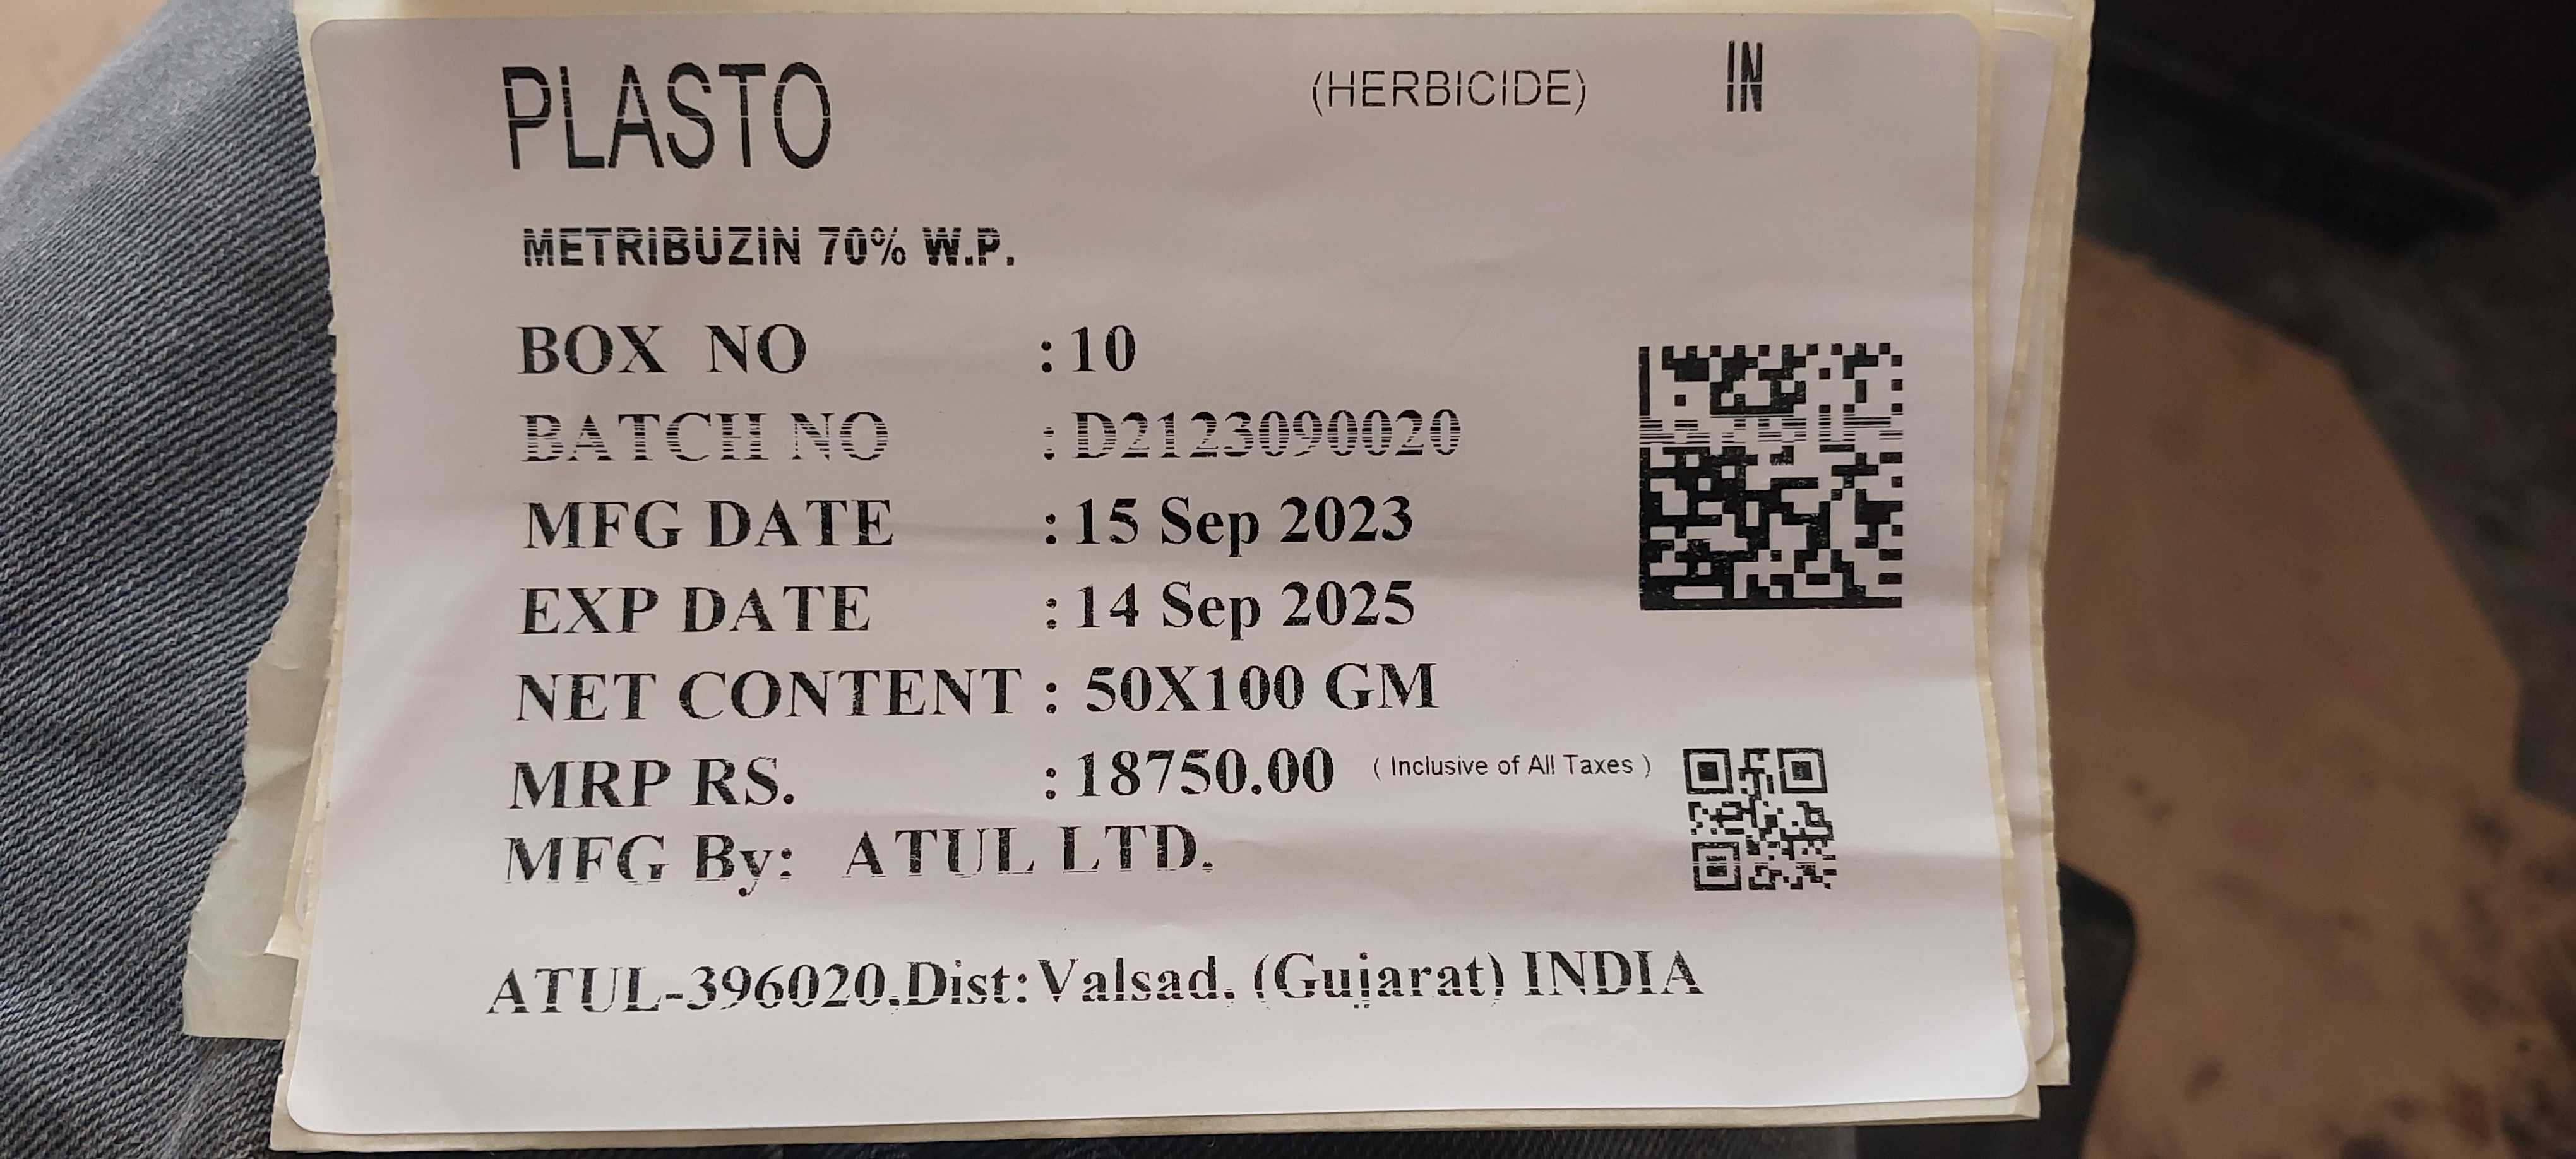 PLASTO (HERBICIDE) IN
METRIBUZIN 70% W.P.
BOX NO : 10
BATCH NO : D2123090020
MFG DATE : 15 Sep 2023
EXP DATE : 14 Sep 2025
NET CONTENT : 50X100 GM
MRP RS. : 18750.00 ( Inclusive of All Taxes )
MFG By: ATUL LTD.
ATUL-396020,Dist: Valsad, (Gujarat) INDIA